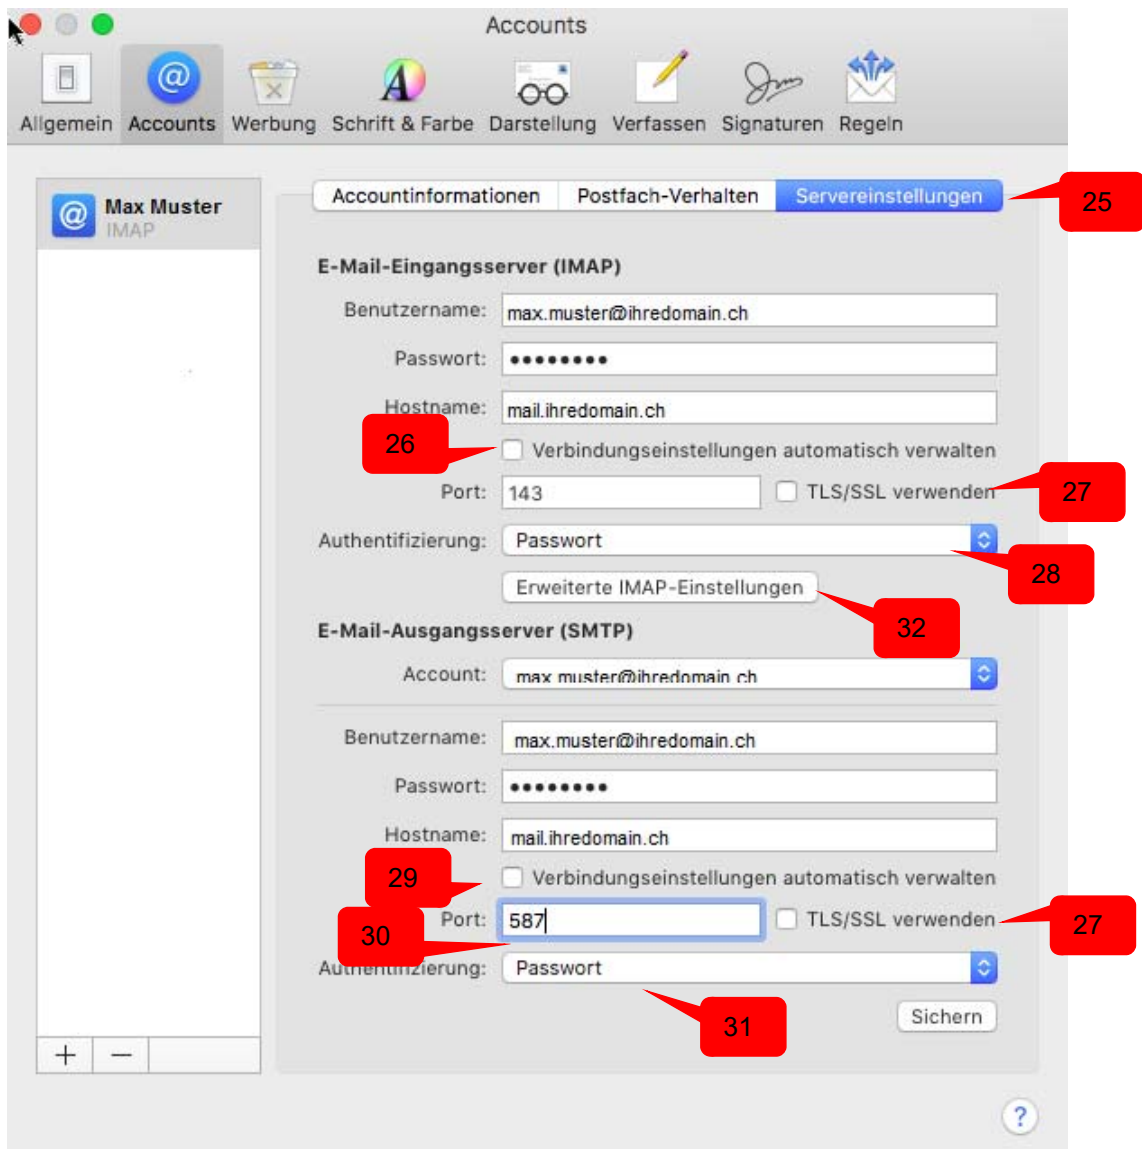 Accounts
Allgemein Accounts Werbung Schrift & Farbe Darstellung Verfassen Signaturen Regeln
Max Muster
IMAP
Accountinformationen Postfach-Verhalten Servereinstellungen
25
E-Mail-Eingangsserver (IMAP)
Benutzername: max.muster@ihredomain.ch
Passwort: ••••••••
Hostname: mail.ihredomain.ch
26
Verbindungseinstellungen automatisch verwalten
Port: 143 TLS/SSL verwenden
27
Authentifizierung: Passwort
28
Erweiterte IMAP-Einstellungen
32
E-Mail-Ausgangsserver (SMTP)
Account: max.muster@ihredomain.ch
Benutzername: max.muster@ihredomain.ch
Passwort: ••••••••
Hostname: mail.ihredomain.ch
29
Verbindungseinstellungen automatisch verwalten
Port: 587 TLS/SSL verwenden
27
30
Authentifizierung: Passwort
31
Sichern
+ −
?